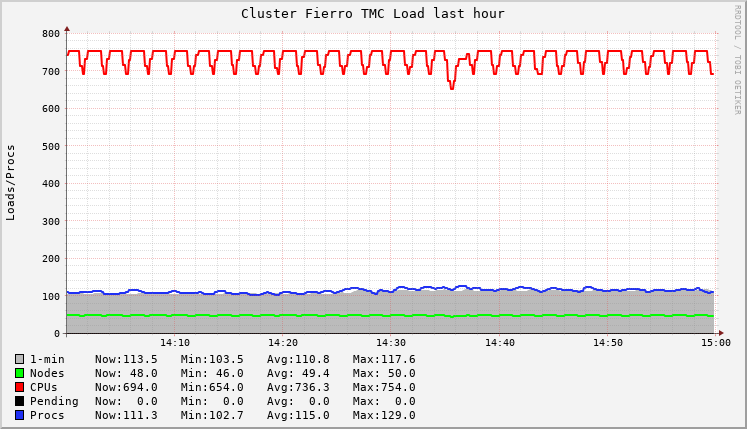 Cluster Fierro TMC Load last hour
RRDTOOL / TOBI OETIKER
Loads/Procs
800
700
600
500
400
300
200
100
0
14:10 14:20 14:30 14:40 14:50 15:00
1-min Now:113.5 Min:103.5 Avg:110.8 Max:117.6
Nodes Now: 48.0 Min: 46.0 Avg: 49.4 Max: 50.0
CPUs Now:694.0 Min:654.0 Avg:736.3 Max:754.0
Pending Now: 0.0 Min: 0.0 Avg: 0.0 Max: 0.0
Procs Now:111.3 Min:102.7 Avg:115.0 Max:129.0